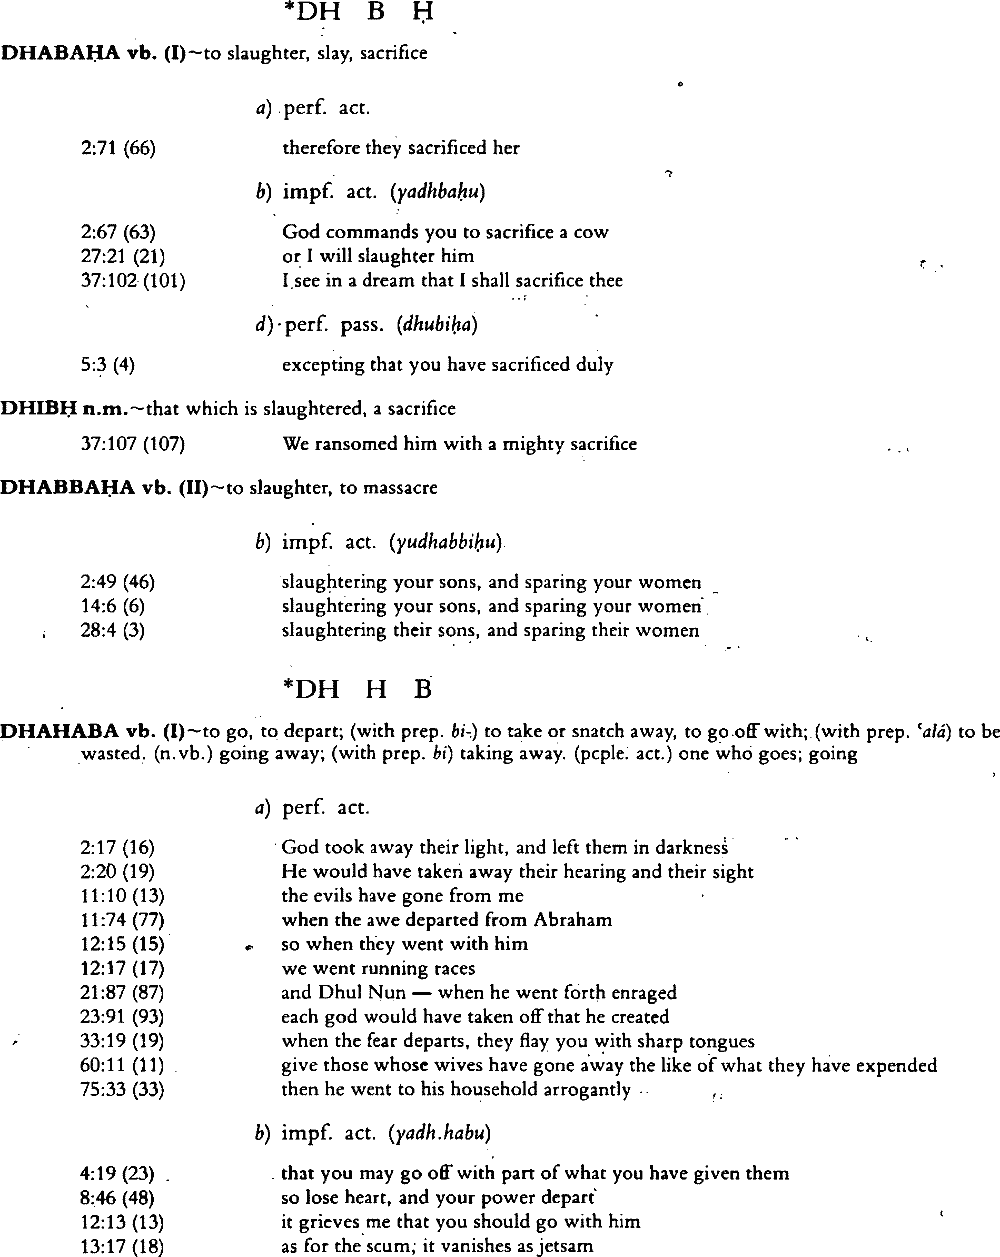 *DH B Ḥ
DHABAḤA vb. (I)~to slaughter, slay, sacrifice
a) perf. act.
2:71 (66) therefore they sacrificed her
b) impf. act. (yadhbaḥu)
2:67 (63) God commands you to sacrifice a cow
27:21 (21) or I will slaughter him
37:102 (101) I see in a dream that I shall sacrifice thee
d) perf. pass. (dhubiḥa)
5:3 (4) excepting that you have sacrificed duly
DHIBḤ n.m.~that which is slaughtered, a sacrifice
37:107 (107) We ransomed him with a mighty sacrifice
DHABBAḤA vb. (II)~to slaughter, to massacre
b) impf. act. (yudhabbiḥu)
2:49 (46) slaughtering your sons, and sparing your women
14:6 (6) slaughtering your sons, and sparing your women
28:4 (3) slaughtering their sons, and sparing their women
*DH H B
DHAHABA vb. (I)~to go, to depart; (with prep. bi-) to take or snatch away, to go off with; (with prep. ʿalá) to be
wasted. (n.vb.) going away; (with prep. bi) taking away. (pcple. act.) one who goes; going
a) perf. act.
2:17 (16) God took away their light, and left them in darkness
2:20 (19) He would have taken away their hearing and their sight
11:10 (13) the evils have gone from me
11:74 (77) when the awe departed from Abraham
12:15 (15) so when they went with him
12:17 (17) we went running races
21:87 (87) and Dhul Nun — when he went forth enraged
23:91 (93) each god would have taken off that he created
33:19 (19) when the fear departs, they flay you with sharp tongues
60:11 (11) give those whose wives have gone away the like of what they have expended
75:33 (33) then he went to his household arrogantly
b) impf. act. (yadh.habu)
4:19 (23) that you may go off with part of what you have given them
8:46 (48) so lose heart, and your power depart
12:13 (13) it grieves me that you should go with him
13:17 (18) as for the scum, it vanishes as jetsam